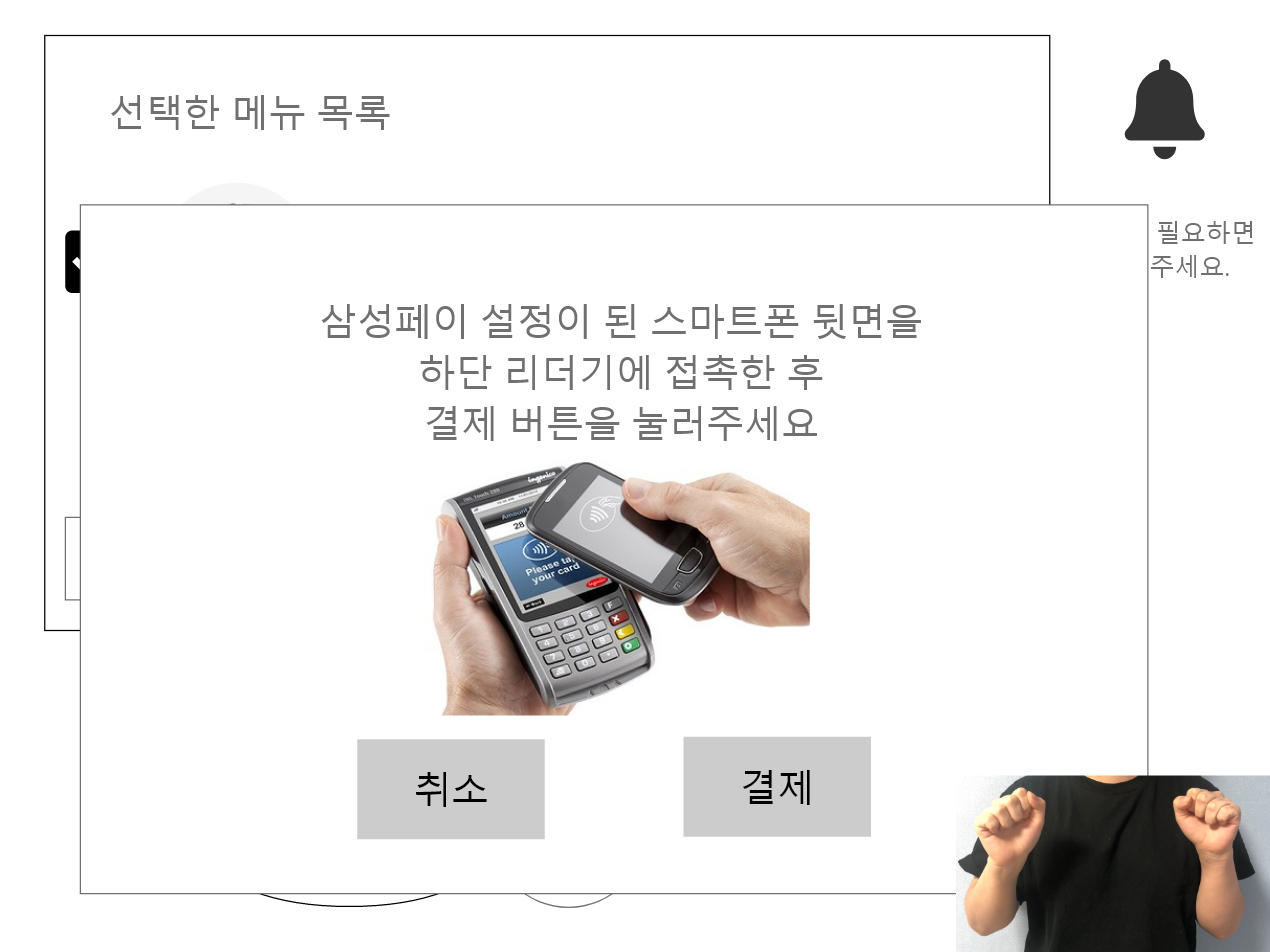 선택한 메뉴 목록
필요하면
주세요.
삼성페이 설정이 된 스마트폰 뒷면을
하단 리더기에 접촉한 후
결제 버튼을 눌러주세요
ingenico
Amount
28
Please ta
your card
취소
결제